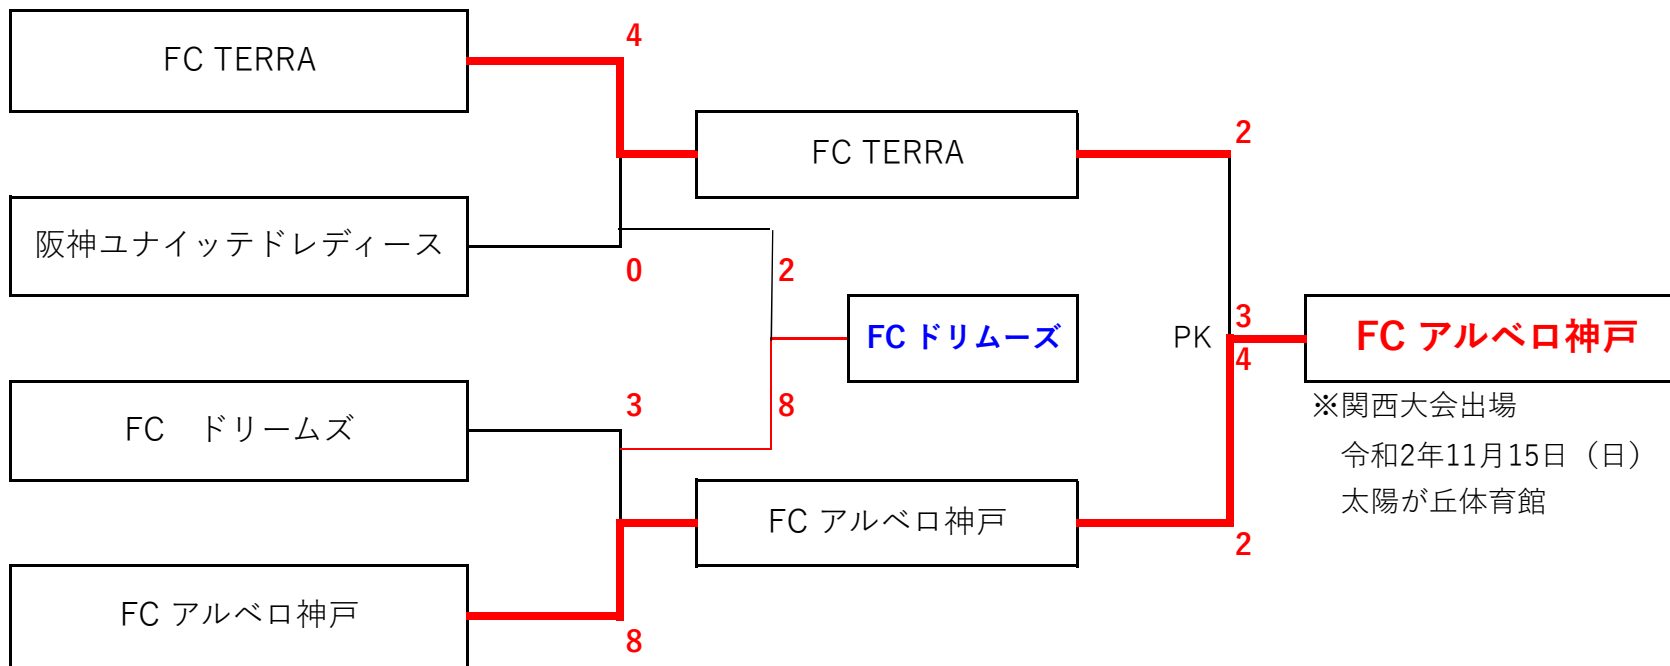 4
FC TERRA
2
FC TERRA
阪神ユナイッテドレディース
0
2
3
FC ドリムーズ
PK
FC アルベロ神戸
4
3
8
※関西大会出場
FC　ドリームズ
令和2年11月15日（日）
太陽が丘体育館
FC アルベロ神戸
2
FC アルベロ神戸
8